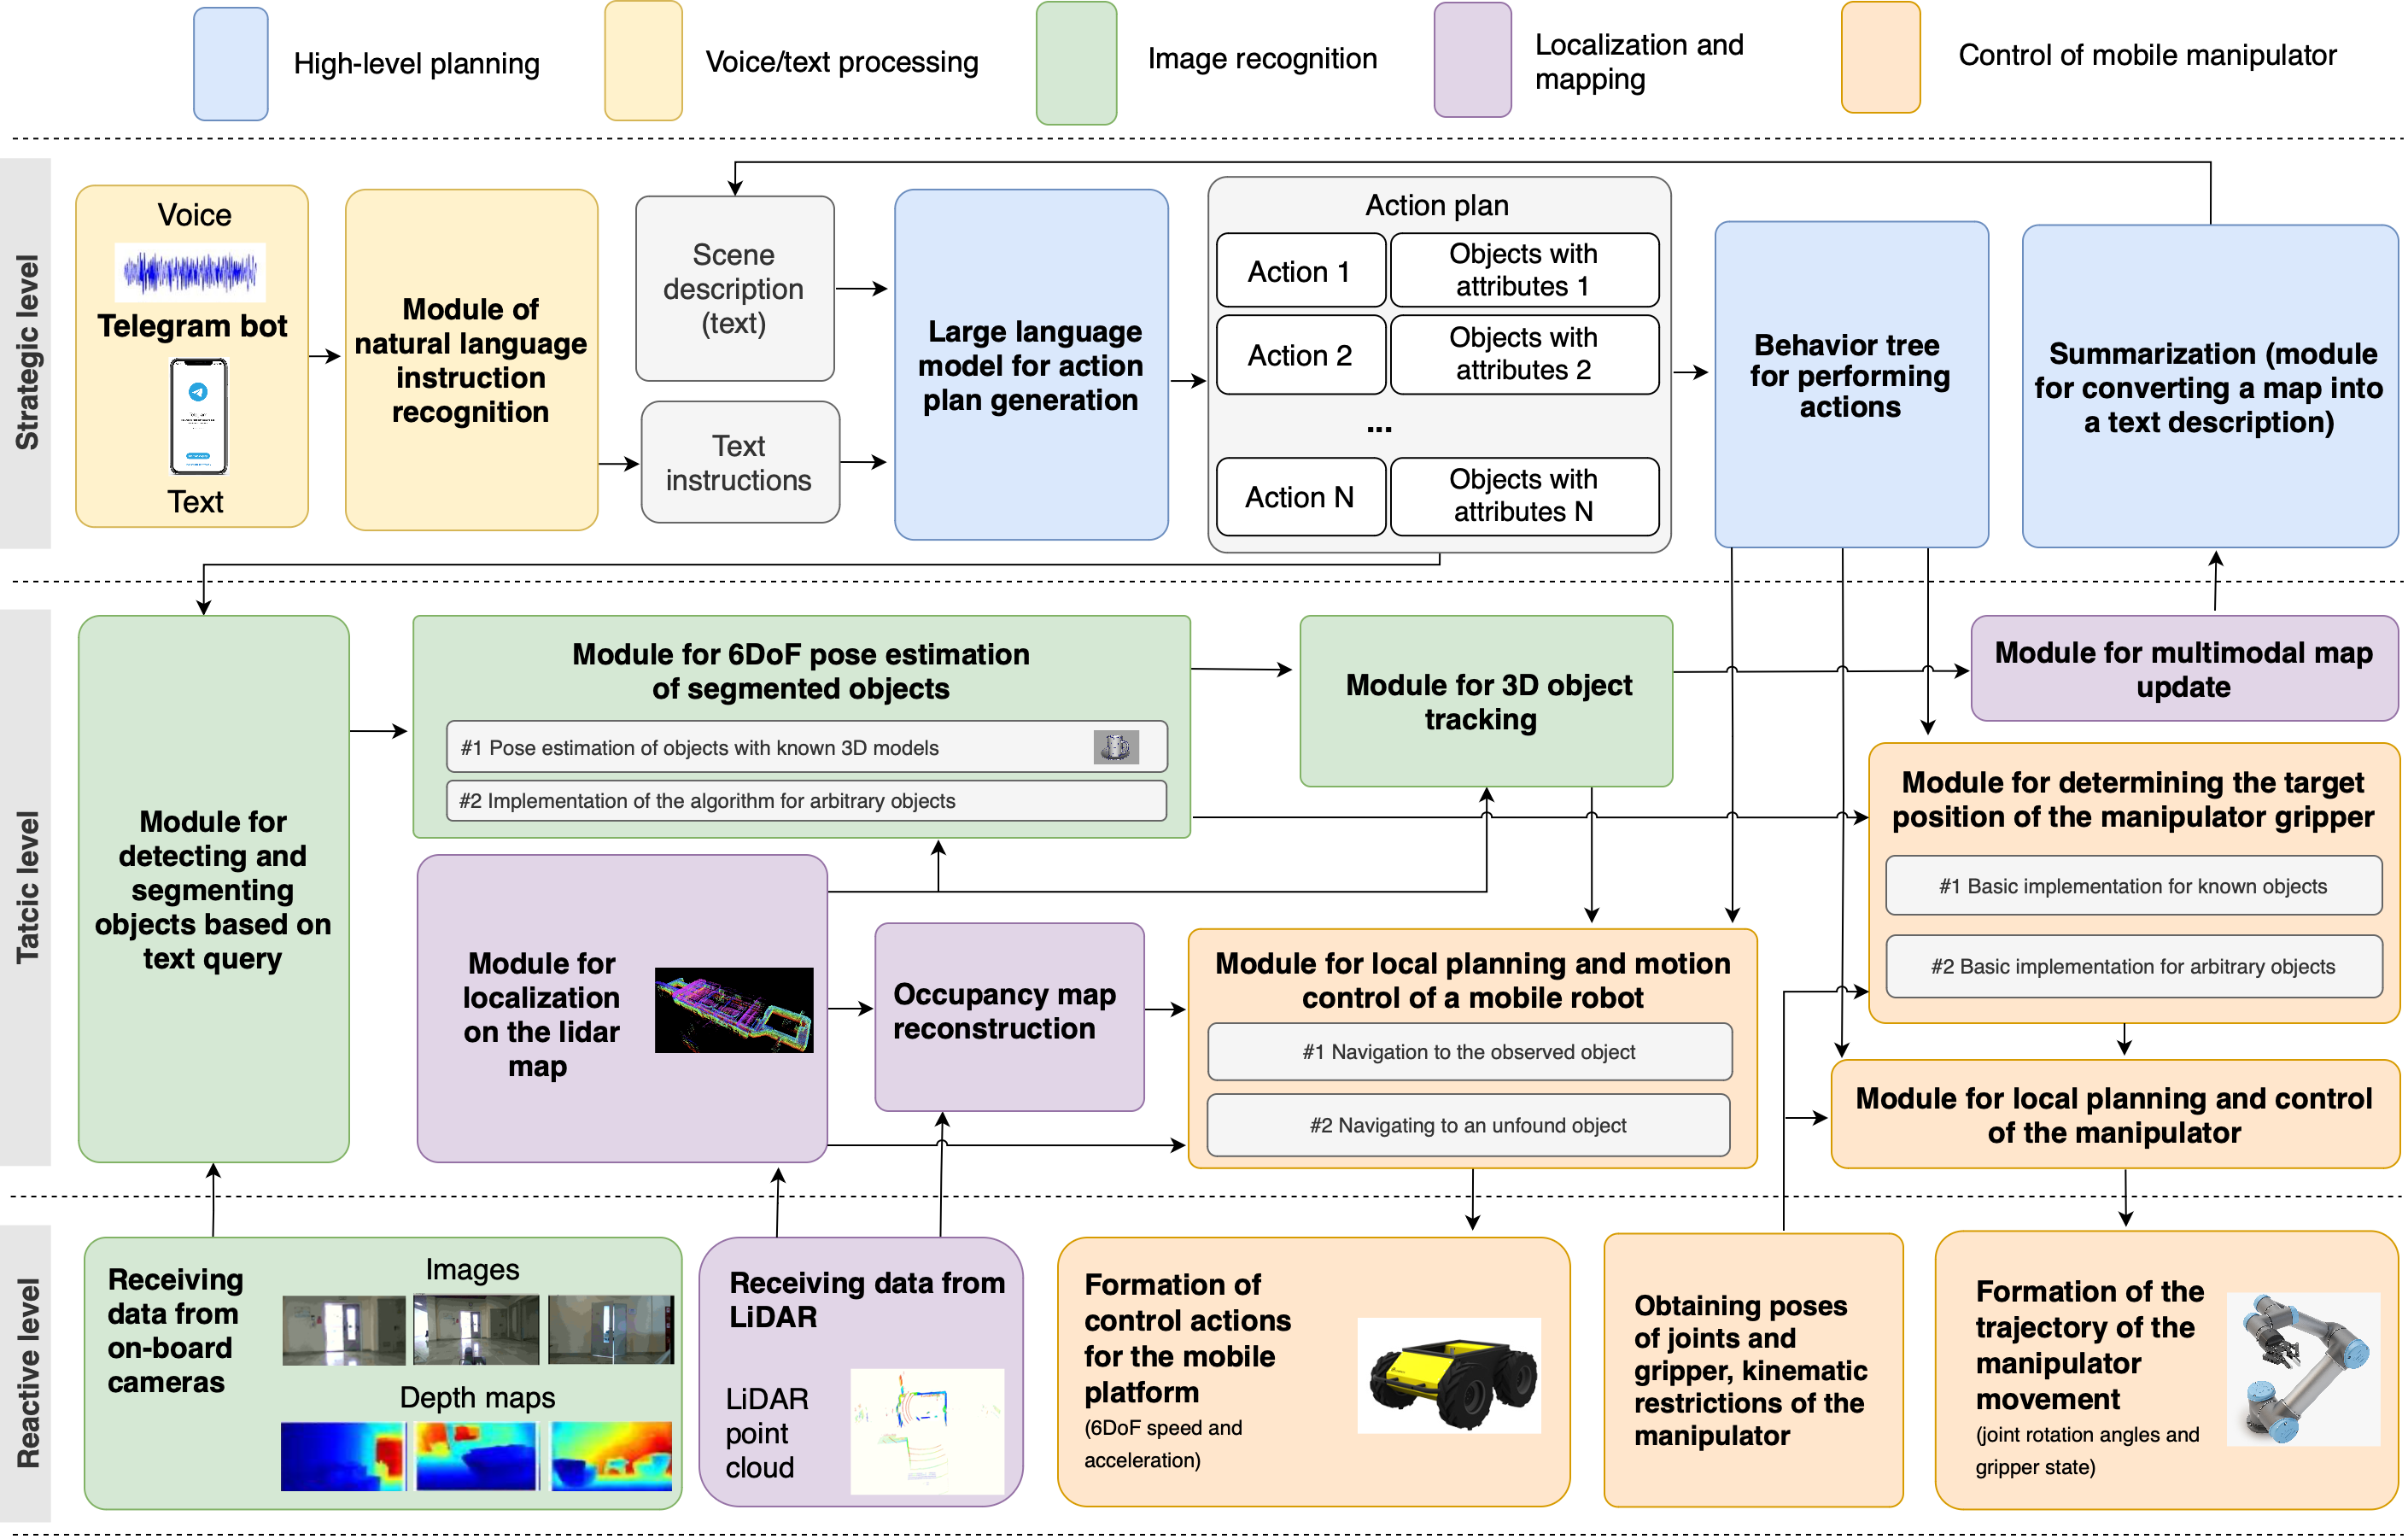 High-level planning
Voice/text processing
Image recognition
Localization and
mapping
Control of mobile manipulator
Strategic level
Voice
Telegram bot
Text
Module of
natural language
instruction
recognition
Scene
description
(text)
Text
instructions
Large language
model for action
plan generation
Action plan
Action 1
Objects with
attributes 1
Action 2
Objects with
attributes 2
...
Action N
Objects with
attributes N
Behavior tree
for performing
actions
Summarization (module
for converting a map into
a text description)
Tatcic level
Module for
detecting and
segmenting
objects based on
text query
Module for 6DoF pose estimation
of segmented objects
#1 Pose estimation of objects with known 3D models
#2 Implementation of the algorithm for arbitrary objects
Module for 3D object
tracking
Module for multimodal map
update
Module for determining the target
position of the manipulator gripper
#1 Basic implementation for known objects
#2 Basic implementation for arbitrary objects
Module for
localization
on the lidar
map
Occupancy map
reconstruction
Module for local planning and motion
control of a mobile robot
#1 Navigation to the observed object
#2 Navigating to an unfound object
Module for local planning and control
of the manipulator
Reactive level
Receiving
data from
on-board
cameras
Images
Depth maps
Receiving data from
LiDAR
LiDAR
point
cloud
Formation of
control actions
for the mobile
platform
(6DoF speed and
acceleration)
Obtaining poses
of joints and
gripper, kinematic
restrictions of the
manipulator
Formation of the
trajectory of the
manipulator
movement
(joint rotation angles and
gripper state)